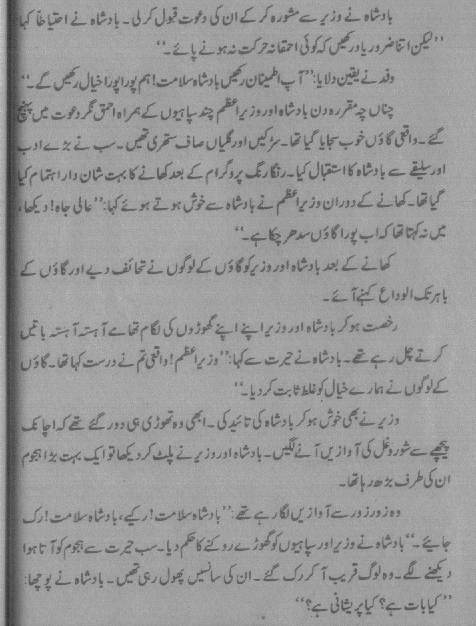 بادشاہ نے وزیر سے مشورہ کر کے ان کی دعوت قبول کر لی۔ بادشاہ نے احتیاطاً کہا
”لیکن اتنا ضرور یاد رکھیں کہ کوئی احمقانہ حرکت نہ ہونے پائے۔“
وفد نے یقین دلایا: ”آپ اطمینان رکھیں بادشاہ سلامت! ہم پورا پورا خیال رکھیں گے۔“
چناں چہ مقررہ دن بادشاہ اور وزیرِ اعظم چند سپاہیوں کے ہمراہ احمق نگر دعوت میں پہنچ
گئے۔ واقعی گاؤں خوب سجایا گیا تھا۔ سڑکیں اور گلیاں صاف ستھری تھیں۔ سب نے بڑے ادب
اور سلیقے سے بادشاہ کا استقبال کیا۔ رنگا رنگ پروگرام کے بعد کھانے کا بہت شان دار اہتمام کیا
گیا تھا۔ کھانے کے دوران وزیرِ اعظم نے بادشاہ سے خوش ہوتے ہوئے کہا: ”عالی جاہ! دیکھا،
میں نہ کہتا تھا کہ اب پورا گاؤں سدھر چکا ہے۔“
کھانے کے بعد بادشاہ اور وزیر کو گاؤں کے لوگوں نے تحائف دیے اور گاؤں کے
باہر تک الوداع کہنے آئے۔
رخصت ہو کر بادشاہ اور وزیر اپنے اپنے گھوڑوں کی لگام تھامے آہستہ آہستہ باتیں
کرتے چل رہے تھے۔ بادشاہ نے حیرت سے کہا: ”وزیرِ اعظم! واقعی تم نے درست کہا تھا۔ گاؤں
کے لوگوں نے ہمارے خیال کو غلط ثابت کر دیا۔“
وزیر نے بھی خوش ہو کر بادشاہ کی تائید کی۔ ابھی وہ تھوڑی ہی دور گئے تھے کہ اچانک
پیچھے سے شور و غل کی آوازیں آنے لگیں۔ بادشاہ اور وزیر نے پلٹ کر دیکھا تو ایک بہت بڑا ہجوم
ان کی طرف بڑھ رہا تھا۔
وہ زور زور سے آوازیں لگا رہے تھے: ”بادشاہ سلامت! رکیے، بادشاہ سلامت! رک
جائیے۔“ بادشاہ نے وزیر اور سپاہیوں کو گھوڑے روکنے کا حکم دیا۔ سب حیرت سے ہجوم کو آتا ہوا
دیکھنے لگے۔ وہ لوگ قریب آ کر رک گئے۔ ان کی سانسیں پھول رہی تھیں۔ بادشاہ نے پوچھا:
”کیا بات ہے؟ کیا پریشانی ہے؟“